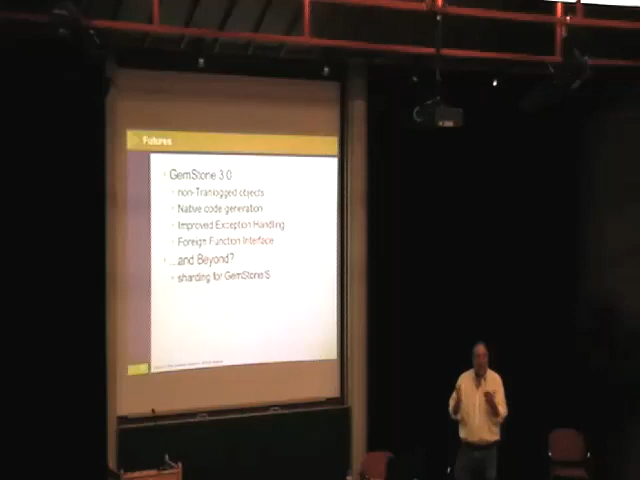 Futures
GemStone 3.0
non-Tranlogged objects
Native code generation
Improved Exception Handling
Foreign Function Interface
...and Beyond?
sharding for GemStone/S